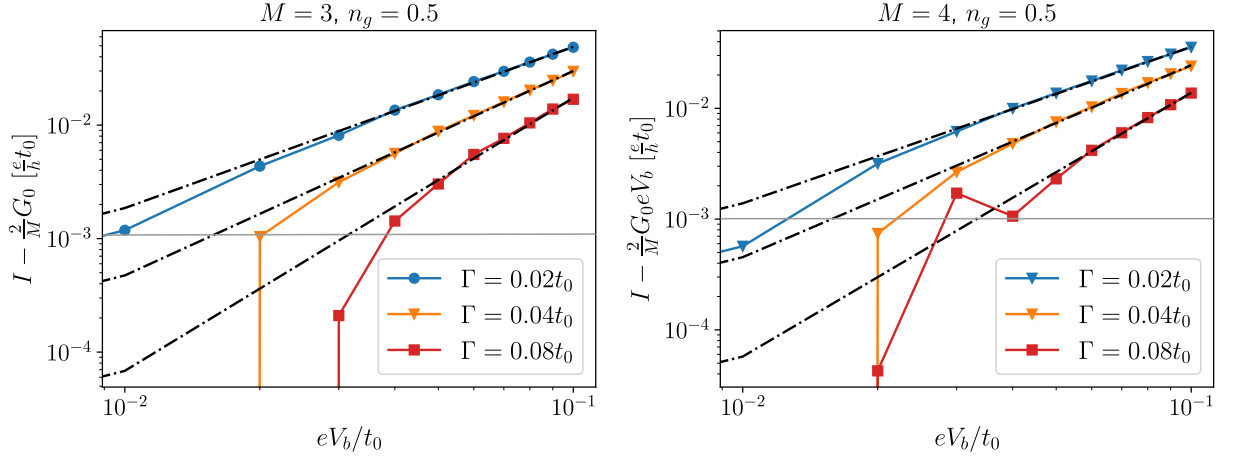 M = 3, n_g = 0.5
I − 2/M G_0 [e/h t_0]
10^−2
10^−3
10^−4
Γ = 0.02t_0
Γ = 0.04t_0
Γ = 0.08t_0
10^−2
10^−1
eV_b/t_0
M = 4, n_g = 0.5
I − 2/M G_0eV_b [e/h t_0]
10^−2
10^−3
10^−4
Γ = 0.02t_0
Γ = 0.04t_0
Γ = 0.08t_0
10^−2
10^−1
eV_b/t_0